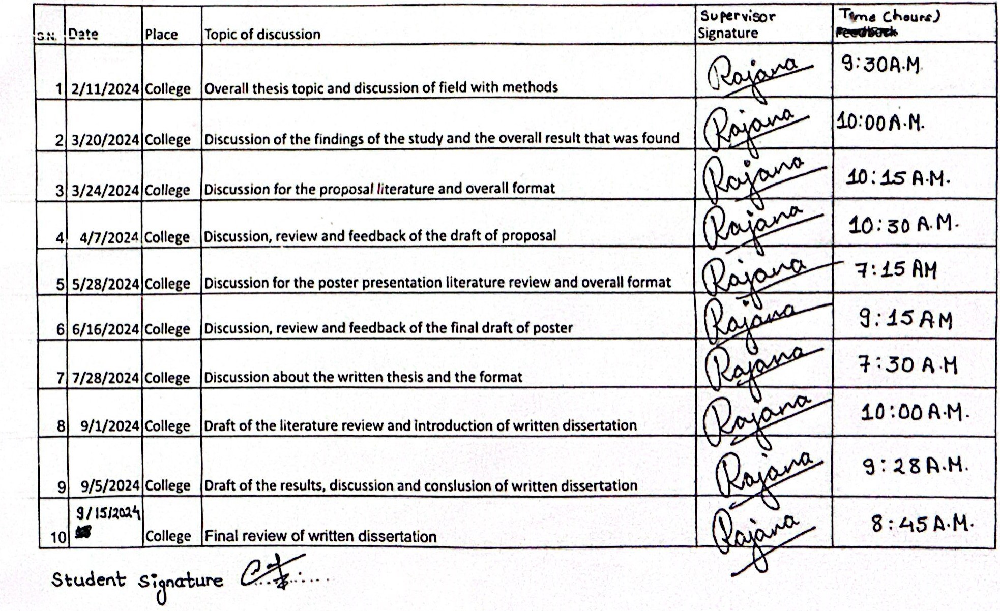 S.N. Date Place Topic of discussion Supervisor Signature Time (hours)
1 2/11/2024 College Overall thesis topic and discussion of field with methods Rajana 9:30A.M.
2 3/20/2024 College Discussion of the findings of the study and the overall result that was found Rajana 10:00 A.M.
3 3/24/2024 College Discussion for the proposal literature and overall format Rajana 10:15 A.M.
4 4/7/2024 College Discussion, review and feedback of the draft of proposal Rajana 10:30 A.M.
5 5/28/2024 College Discussion for the poster presentation literature review and overall format Rajana 7:15 AM
6 6/16/2024 College Discussion, review and feedback of the final draft of poster Rajana 9:15 AM
7 7/28/2024 College Discussion about the written thesis and the format Rajana 7:30 A.M
8 9/1/2024 College Draft of the literature review and introduction of written dissertation Rajana 10:00 A.M.
9 9/5/2024 College Draft of the results, discussion and conslusion of written dissertation Rajana 9:28 A.M.
10 9/15/2024 College Final review of written dissertation Rajana 8:45 A.M.
Student signature